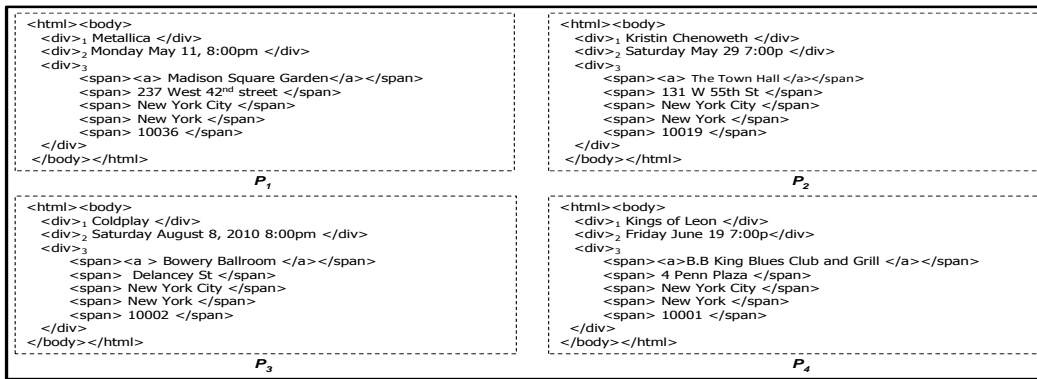 <html><body>
<div>1 Metallica </div>
<div>2 Monday May 11, 8:00pm </div>
<div>3
<span><a> Madison Square Garden</a></span>
<span> 237 West 42nd street </span>
<span> New York City </span>
<span> New York </span>
<span> 10036 </span>
</div>
</body></html>
P1
<html><body
<div>1 Kristin Chenoweth </div>
<div>2 Saturday May 29 7:00p </div>
<div>3
<span><a> The Town Hall </a></span>
<span> 131 W 55th St </span>
<span> New York City </span>
<span> New York </span>
<span> 10019 </span>
</div>
</body></html>
P2
<html><body>
<div>1 Coldplay </div>
<div>2 Saturday August 8, 2010 8:00pm </div>
<div>3
<span><a > Bowery Ballroom </a></span>
<span> Delancey St </span>
<span> New York City </span>
<span> New York </span>
<span> 10002 </span>
</div>
</body></html>
P3
<html><body>
<div>1 Kings of Leon </div>
<div>2 Friday June 19 7:00p</div>
<div>3
<span><a>B.B King Blues Club and Grill </a></span>
<span> 4 Penn Plaza </span>
<span> New York City </span>
<span> New York </span>
<span> 10001 </span>
</div>
</body></html>
P4